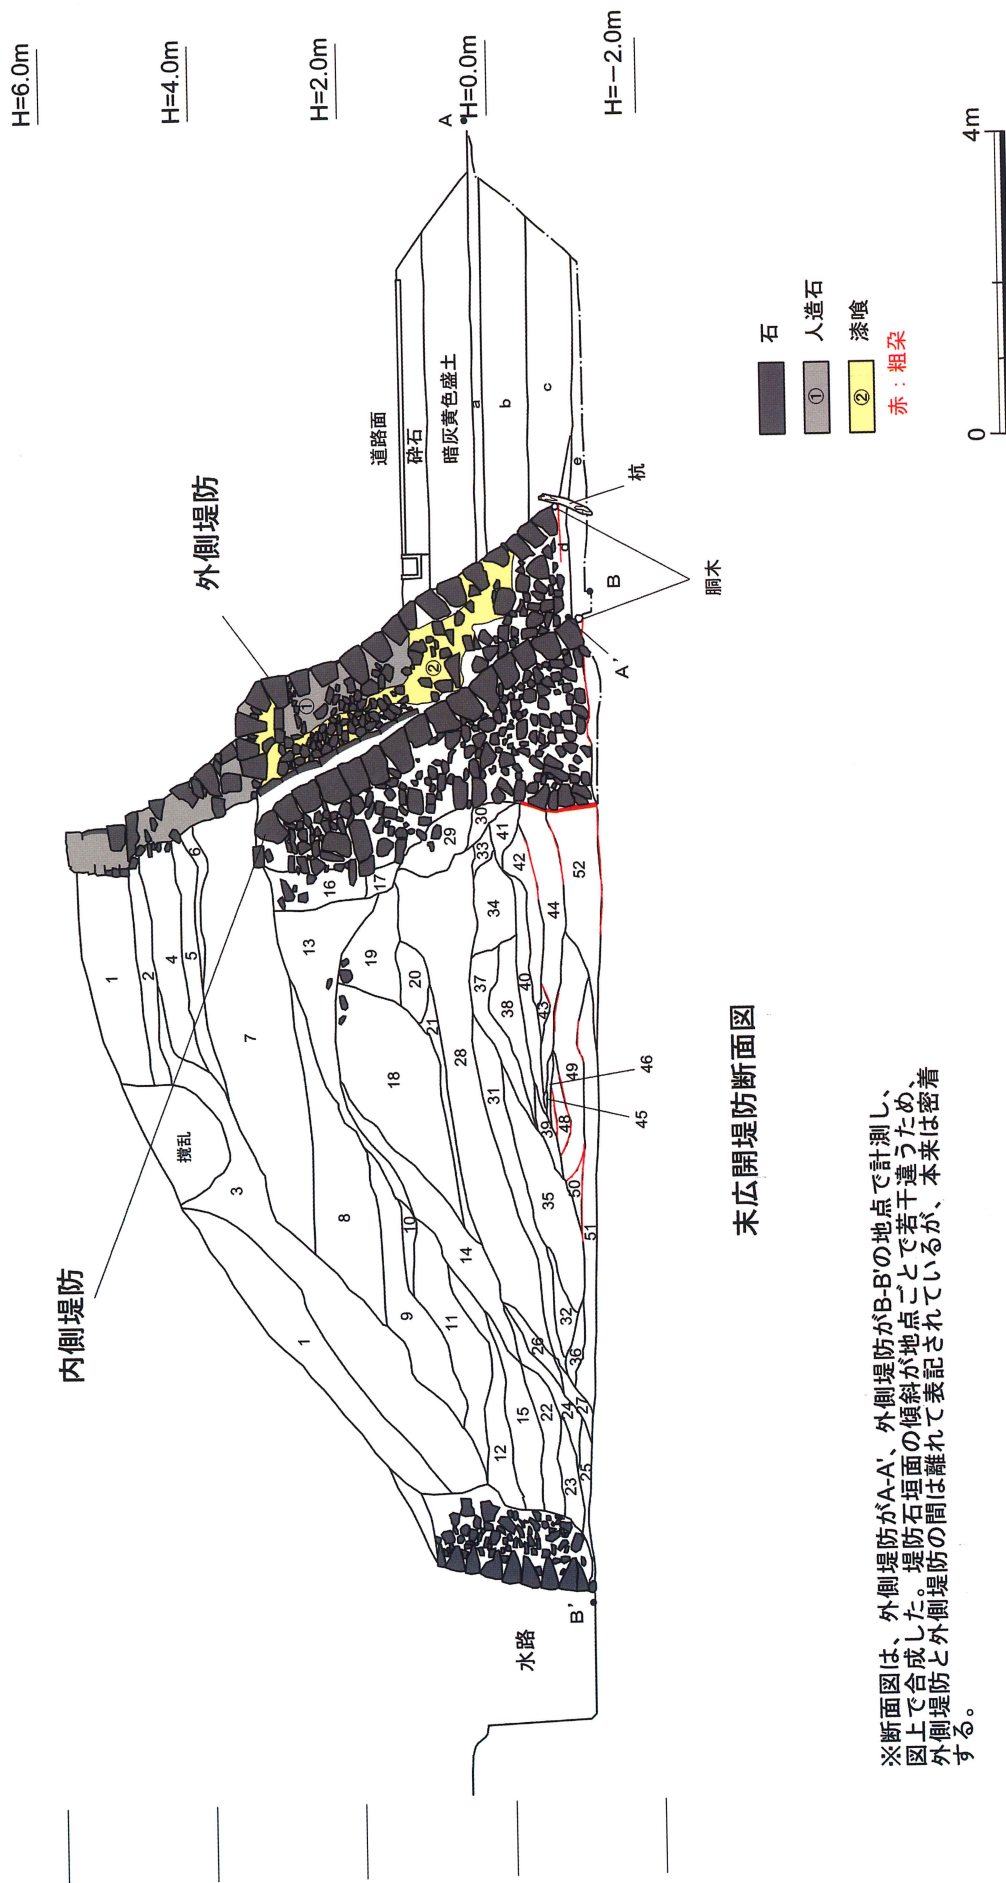 H=6.0m
H=4.0m
H=2.0m
H=0.0m
H=−2.0m
A
内側堤防
外側堤防
道路面
砕石
暗灰黄色盛土
a
b
c
d
e
杭
胴木
B
A'
①
②
撹乱
1
2
3
4
5
6
7
8
9
10
11
12
13
14
15
16
17
18
19
20
21
22
23
24
25
26
27
28
29
30
31
32
33
34
35
36
37
38
39
40
41
42
43
44
45
46
48
49
50
51
52
1
水路
B'
石
① 人造石
② 漆喰
赤：粗朶
0
4m
末広開堤防断面図
※断面図は、外側堤防がA-A'、外側堤防がB-B'の地点で計測し、
図上で合成した。堤防石垣面の傾斜が地点ごとで若干違うため、
外側堤防と外側堤防の間は離れて表記されているが、本来は密着
する。